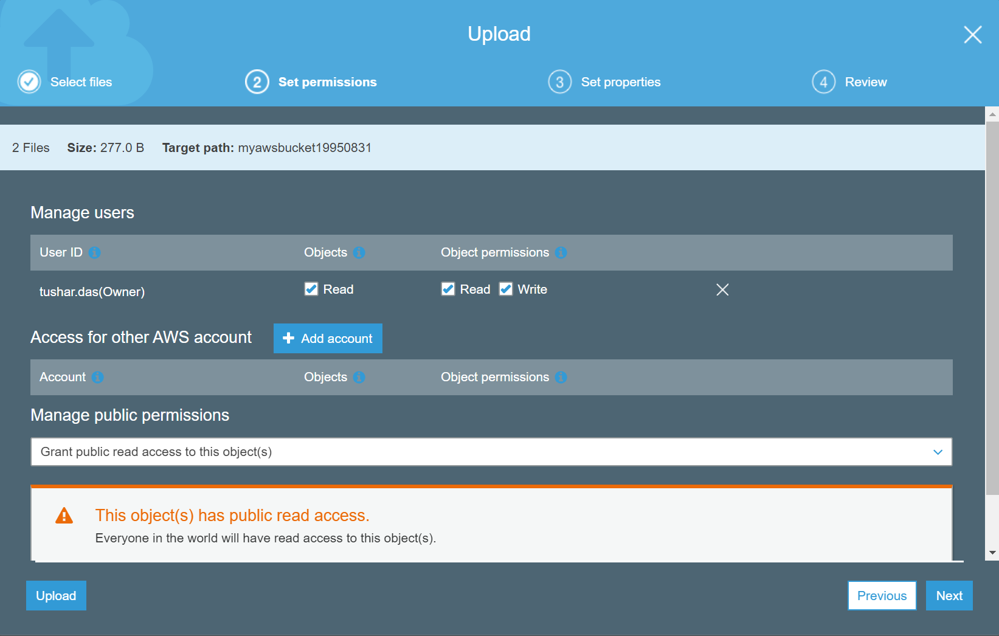 Upload
Select files
2 Set permissions
3 Set properties
4 Review
2 Files Size: 277.0 B Target path: myawsbucket19950831
Manage users
User ID Objects Object permissions
tushar.das(Owner) Read Read Write
Access for other AWS account Add account
Account Objects Object permissions
Manage public permissions
Grant public read access to this object(s)
This object(s) has public read access.
Everyone in the world will have read access to this object(s).
Upload Previous Next